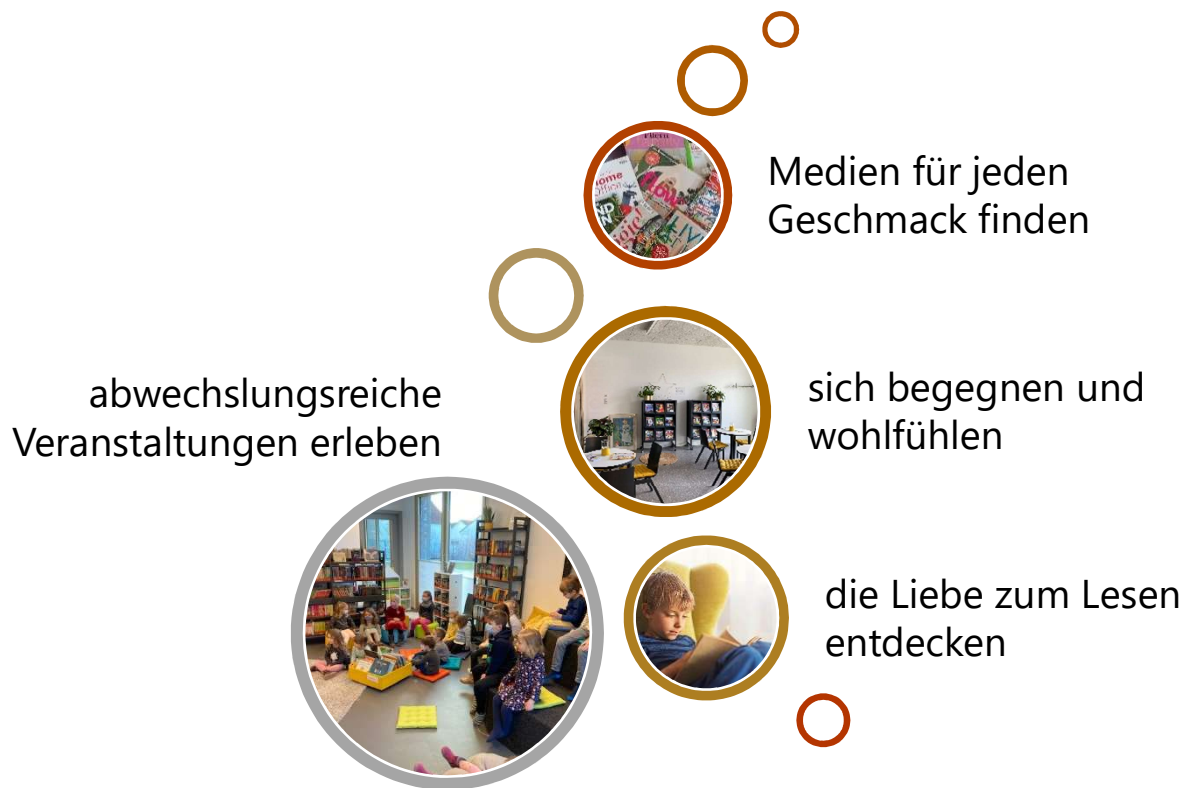 Medien für jeden
Geschmack finden
abwechslungsreiche
Veranstaltungen erleben
sich begegnen und
wohlfühlen
die Liebe zum Lesen
entdecken